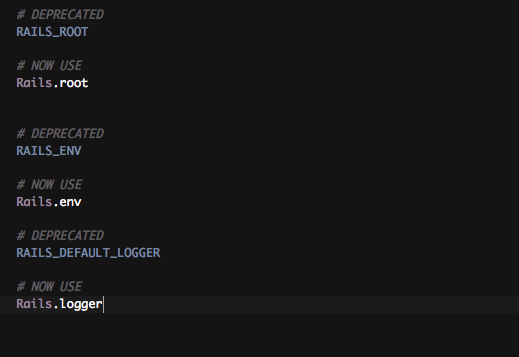 # DEPRECATED
RAILS_ROOT
# NOW USE
Rails.root
# DEPRECATED
RAILS_ENV
# NOW USE
Rails.env
# DEPRECATED
RAILS_DEFAULT_LOGGER
# NOW USE
Rails.logger